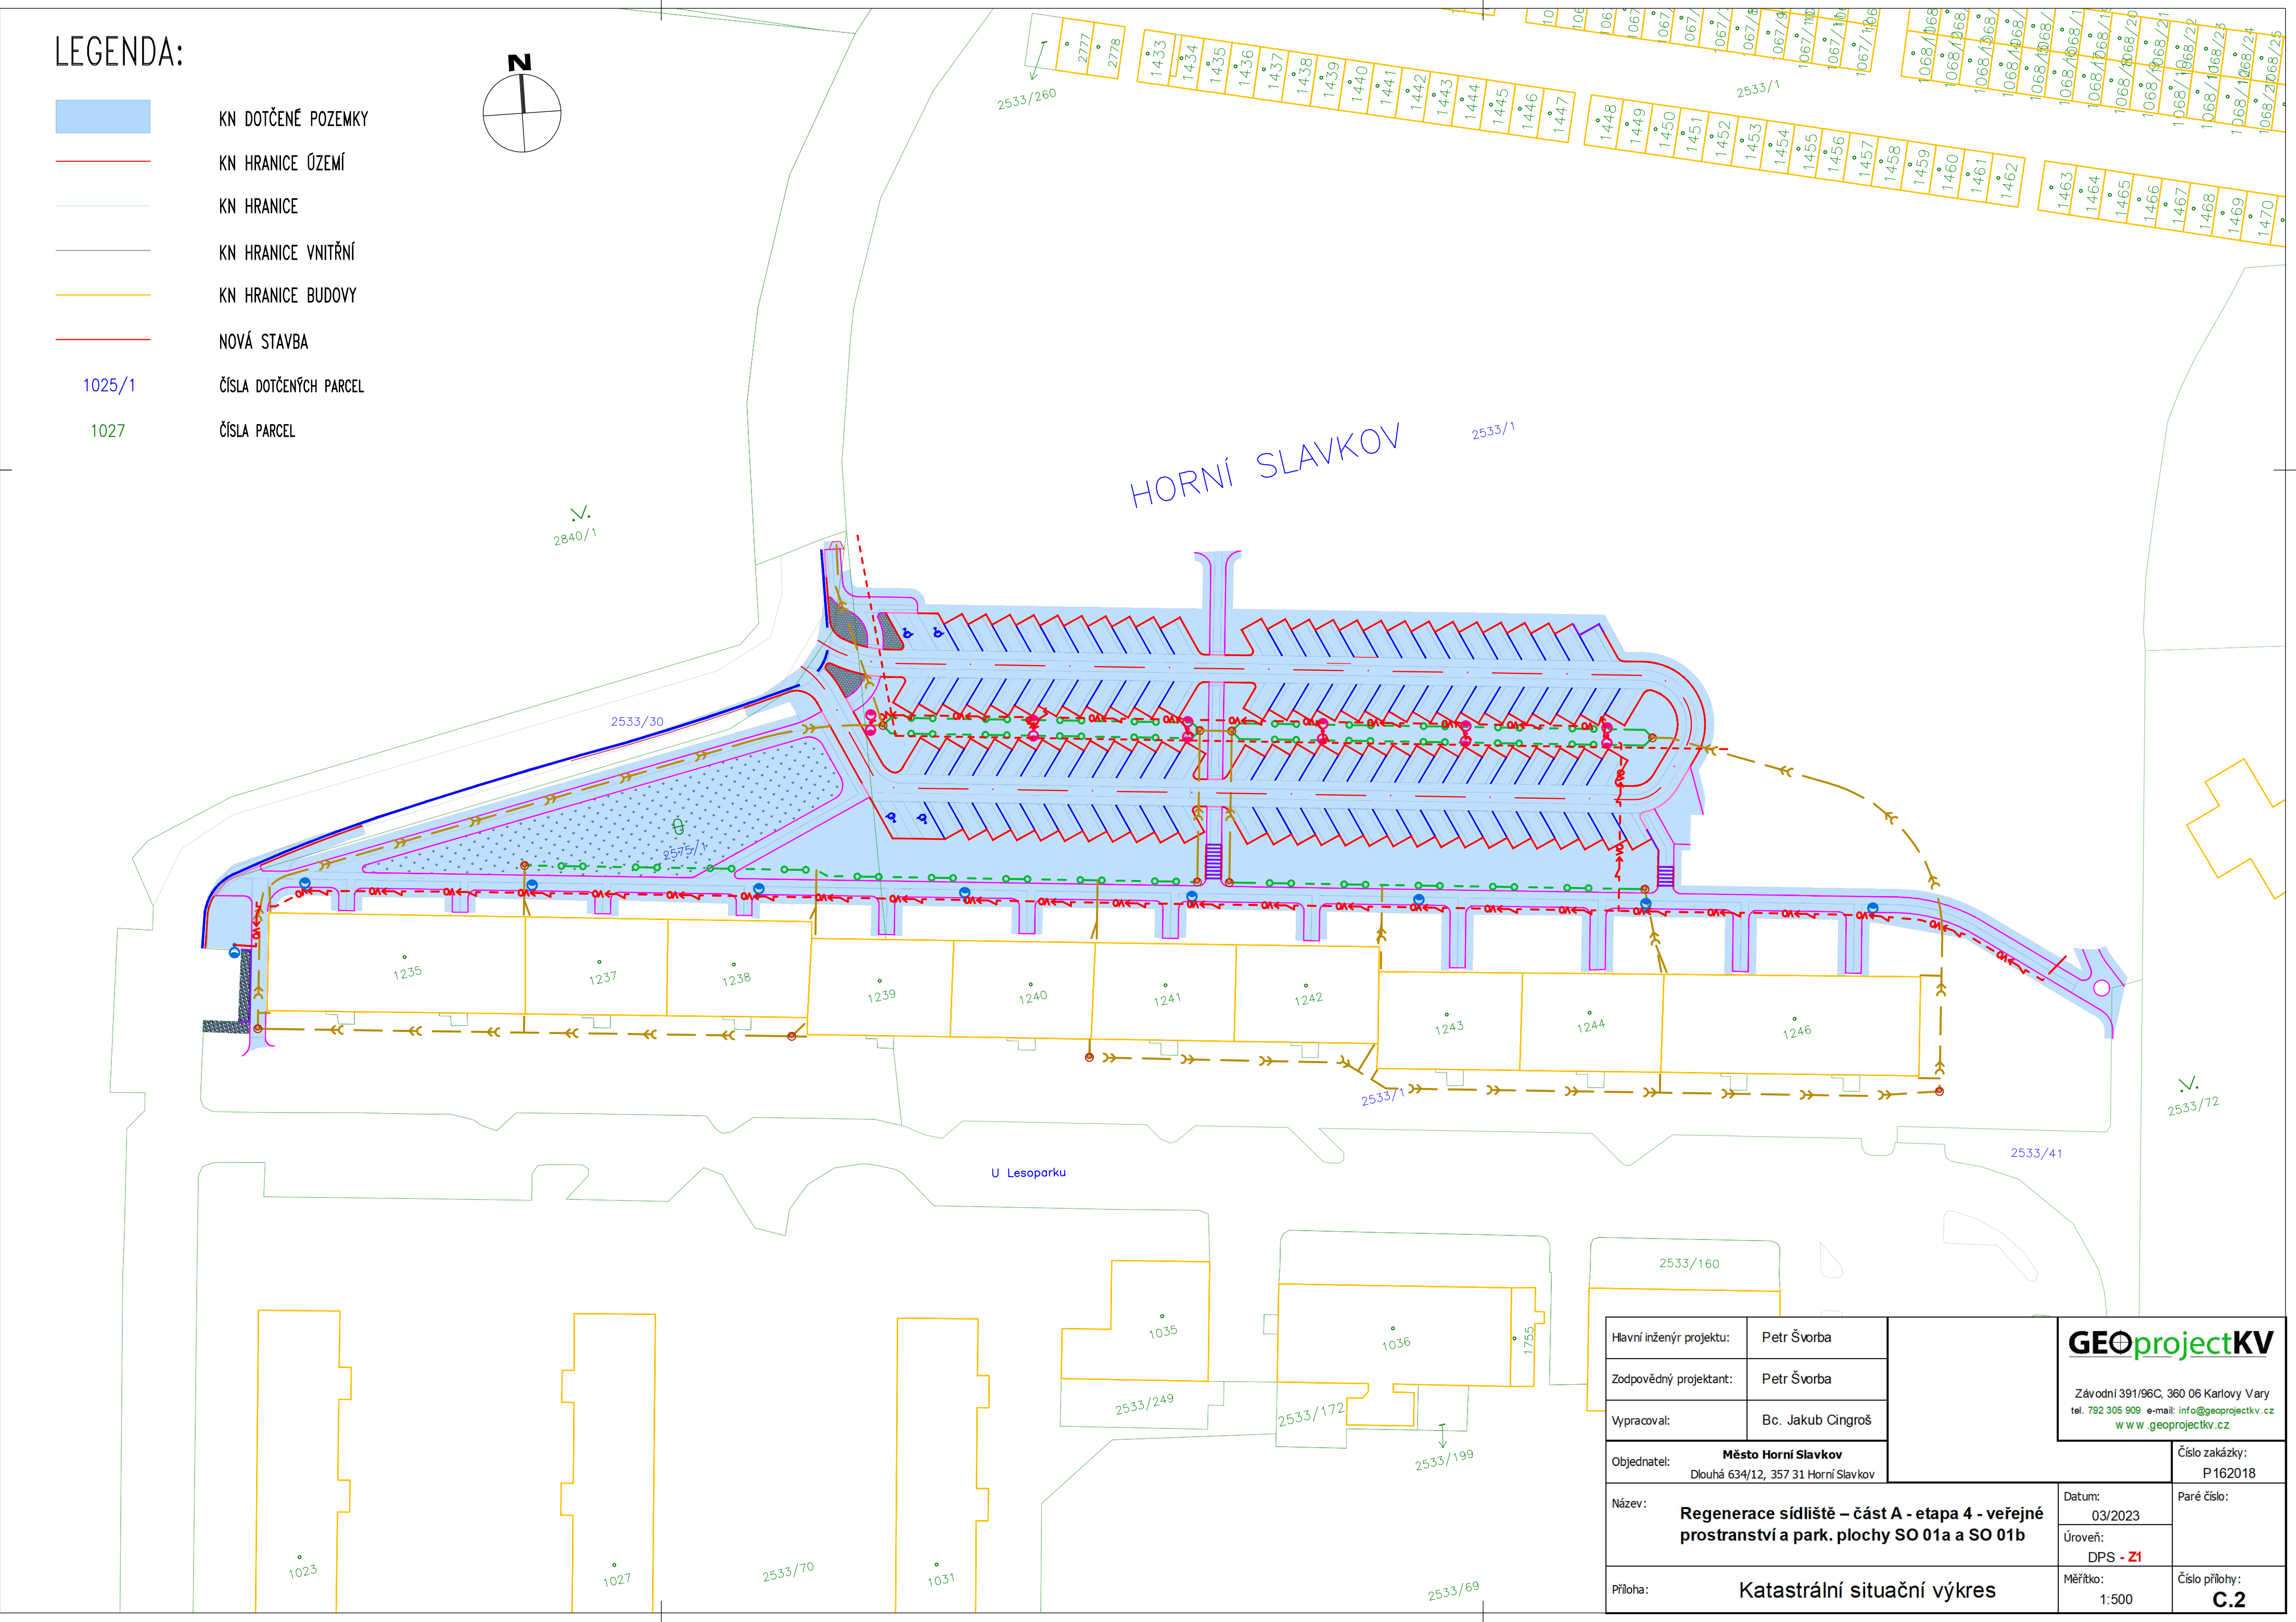 LEGENDA:
N
KN DOTČENÉ POZEMKY
KN HRANICE ÚZEMÍ
KN HRANICE
KN HRANICE VNITŘNÍ
KN HRANICE BUDOVY
NOVÁ STAVBA
1025/1 ČÍSLA DOTČENÝCH PARCEL
1027 ČÍSLA PARCEL
2777
2778
2533/260
1433
1434
1435
1436
1437
1438
1439
1440
1441
1442
1443
1444
1445
1446
1447
1448
1449
1450
1451
1452
1453
1454
1455
1456
1457
1458
1459
1460
1461
1462
1463
1464
1465
1466
1467
1468
1469
1470
2533/1
HORNÍ SLAVKOV
2533/1
2840/1
2533/30
2575/1
1235
1237
1238
1239
1240
1241
1242
1243
1244
1246
2533/1
2533/72
2533/41
U Lesoparku
2533/160
1035
1036
1755
2533/249
2533/172
2533/199
1023
1027
2533/70
1031
2533/69
Hlavní inženýr projektu: Petr Švorba
Zodpovědný projektant: Petr Švorba
Vypracoval: Bc. Jakub Cingroš
Objednatel: Město Horní Slavkov
Dlouhá 634/12, 357 31 Horní Slavkov
GEOprojectKV
Závodní 391/96C, 360 06 Karlovy Vary
tel. 792 305 909 e-mail: info@geoprojectkv.cz
www.geoprojectkv.cz
Číslo zakázky:
P162018
Název: Regenerace sídliště – část A - etapa 4 - veřejné
prostranství a park. plochy SO 01a a SO 01b
Datum:
03/2023
Paré číslo:
Úroveň:
DPS - Z1
Příloha: Katastrální situační výkres
Měřítko:
1:500
Číslo přílohy:
C.2